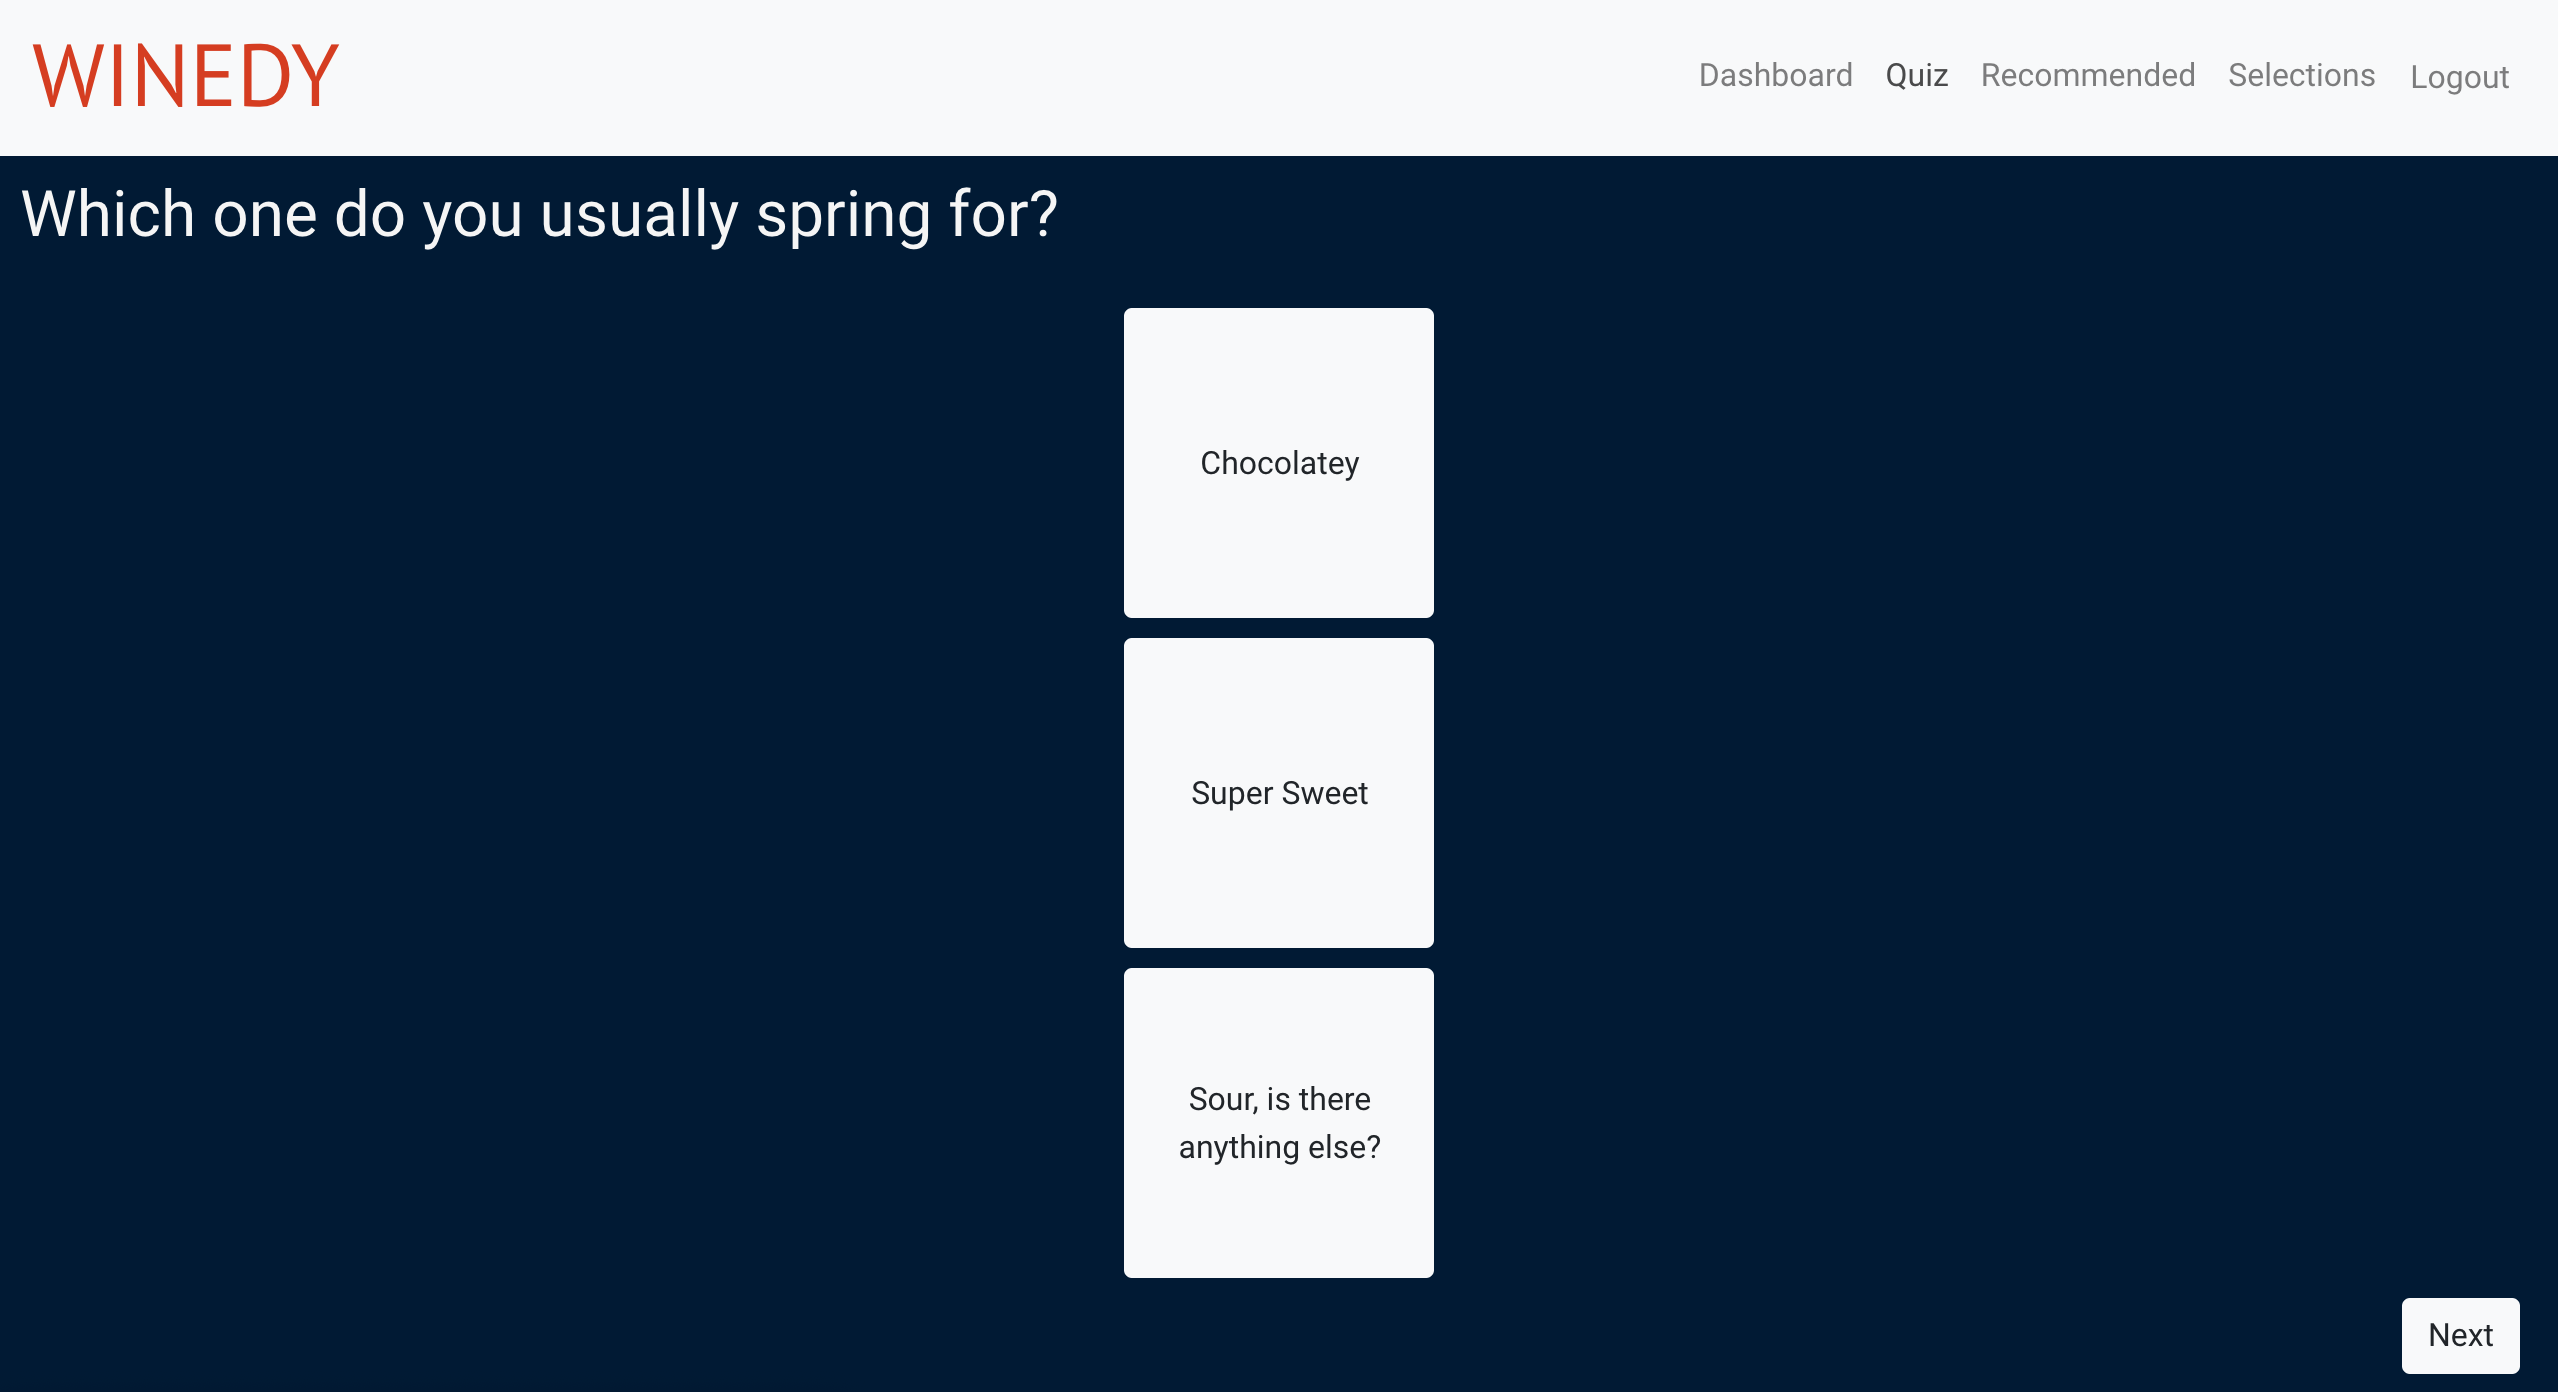 WINEDY
Dashboard Quiz Recommended Selections Logout
Which one do you usually spring for?
Chocolatey
Super Sweet
Sour, is there
anything else?
Next